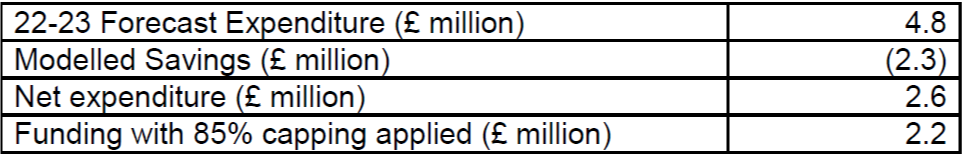 22-23 Forecast Expenditure (£ million) 4.8
Modelled Savings (£ million) (2.3)
Net expenditure (£ million) 2.6
Funding with 85% capping applied (£ million) 2.2